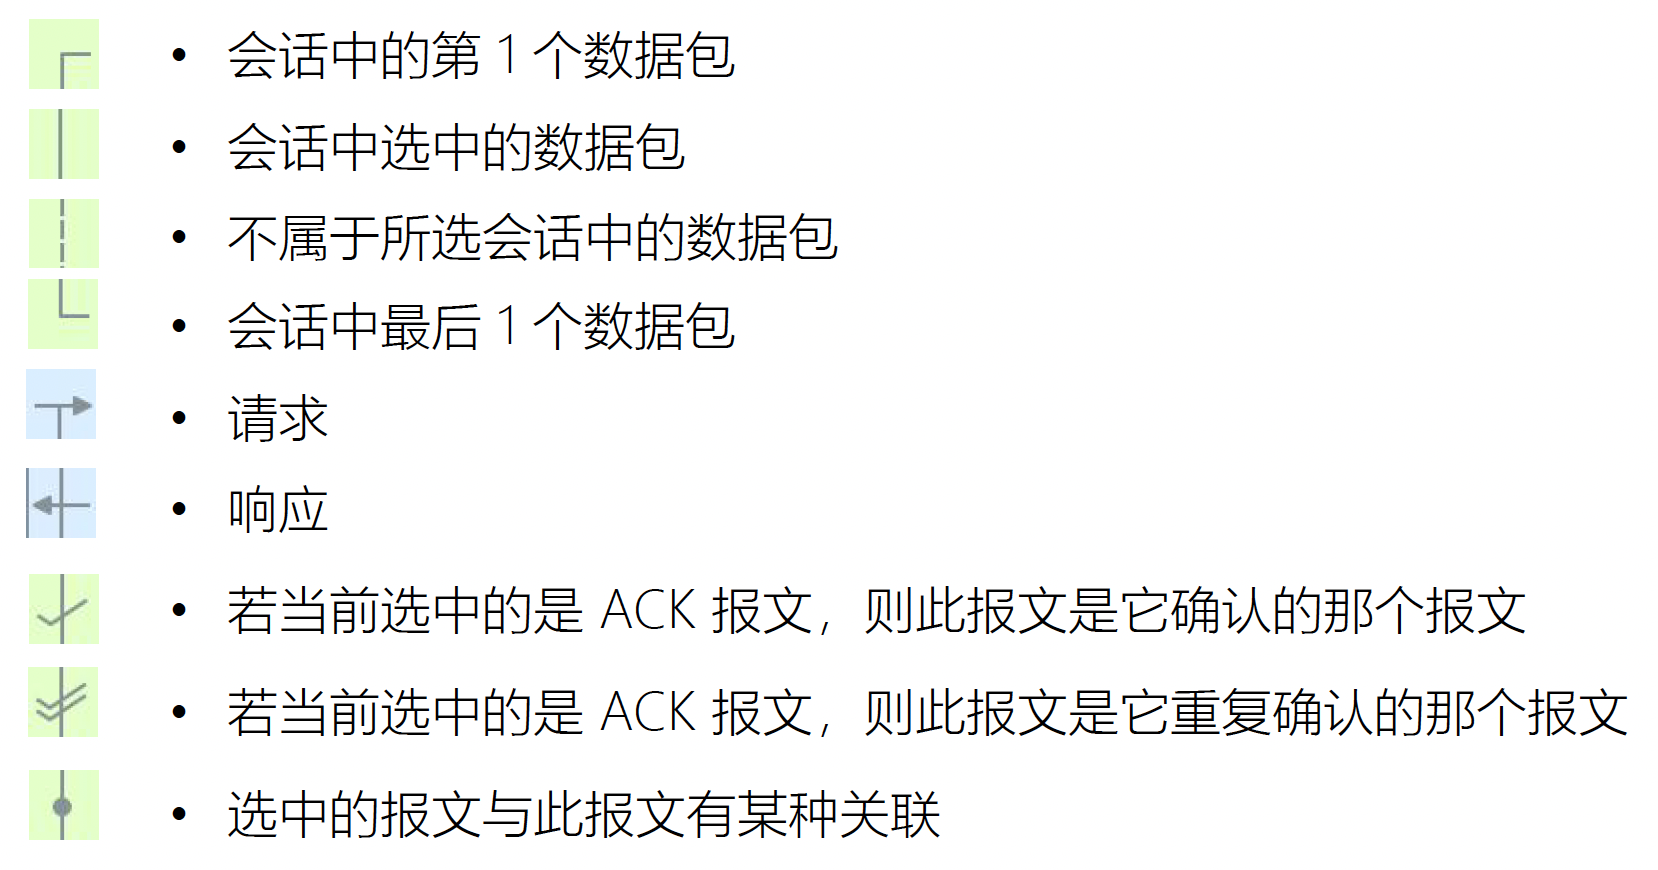 • 会话中的第 1 个数据包
• 会话中选中的数据包
• 不属于所选会话中的数据包
• 会话中最后 1 个数据包
• 请求
• 响应
• 若当前选中的是 ACK 报文，则此报文是它确认的那个报文
• 若当前选中的是 ACK 报文，则此报文是它重复确认的那个报文
• 选中的报文与此报文有某种关联